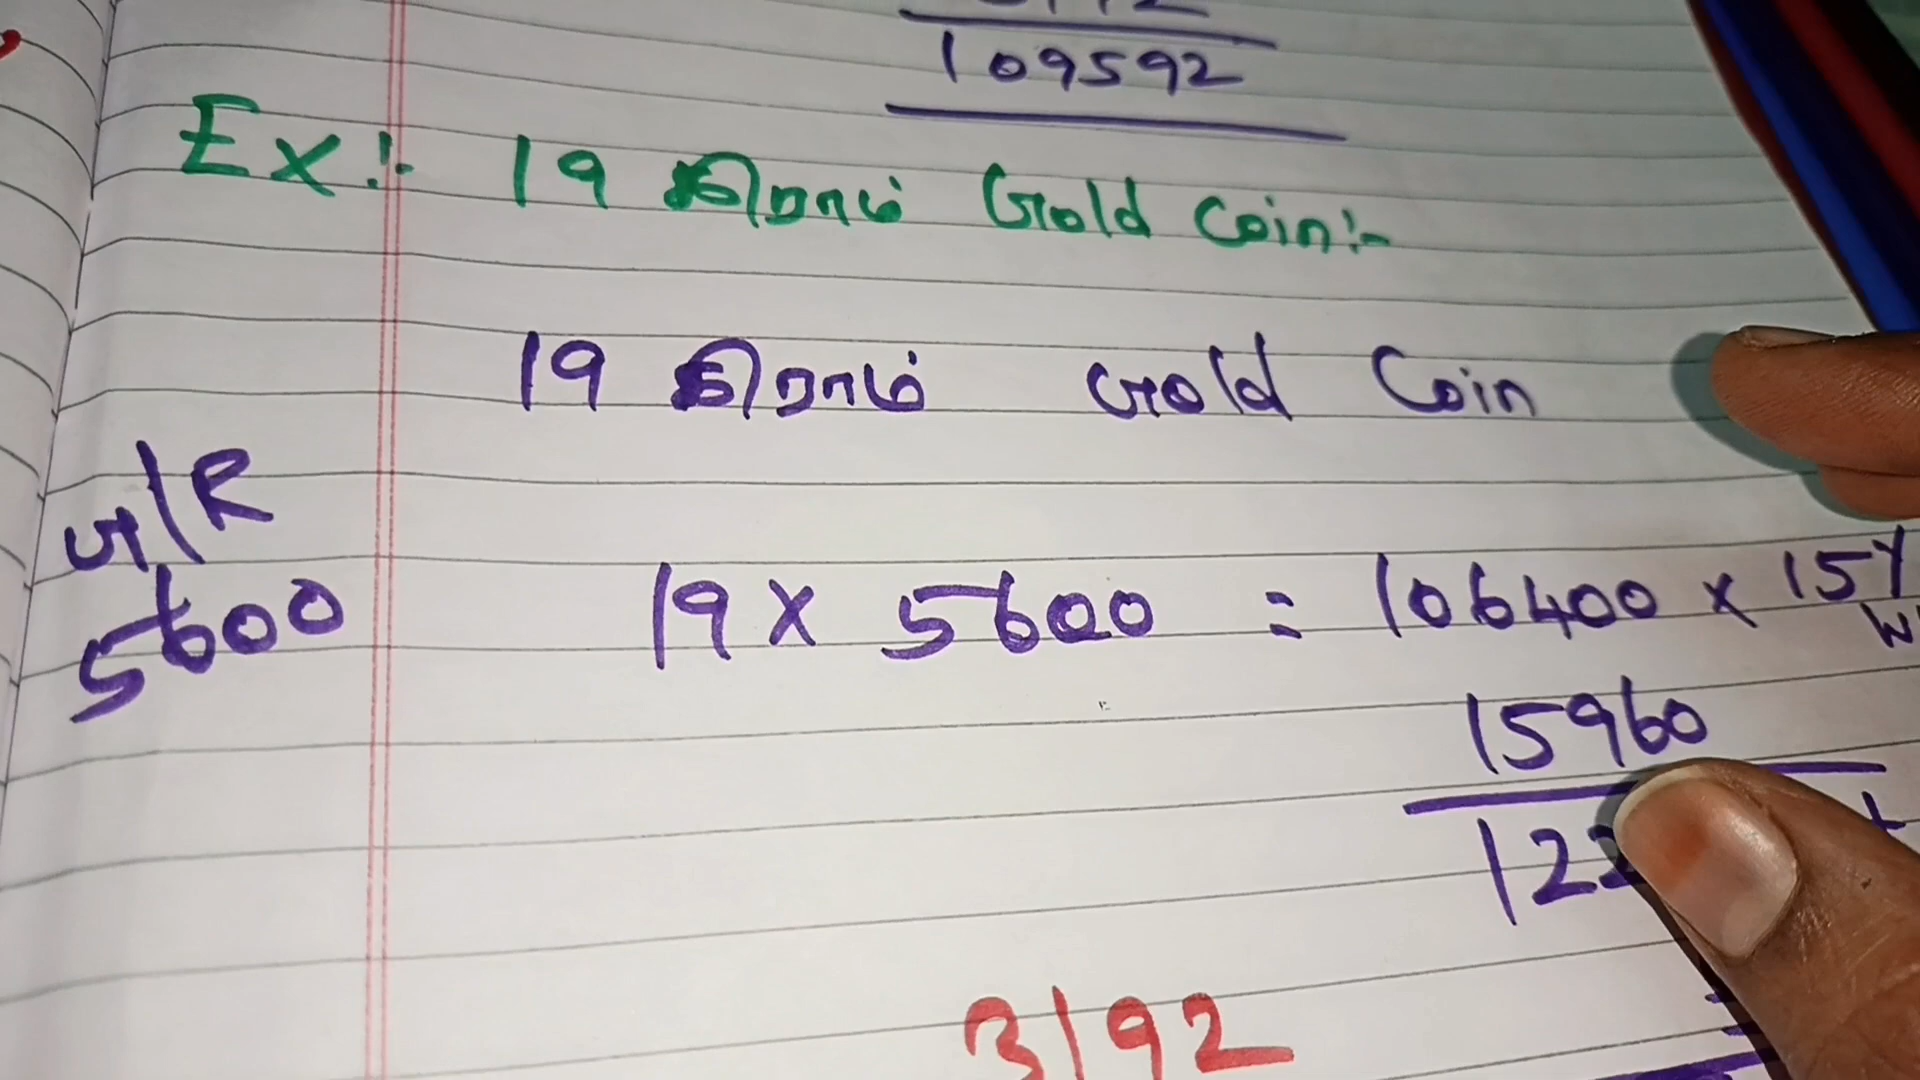 109592
Ex:- 19 கிராம் Gold Coin:-
19 கிராம் Gold Coin
G/R
5600
19 x 5600 = 106400 x 15%
15960
3192